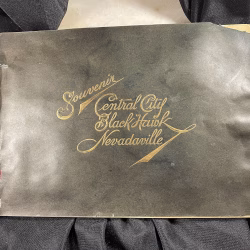 Souvenir
Central City
Black Hawk
Nevadaville